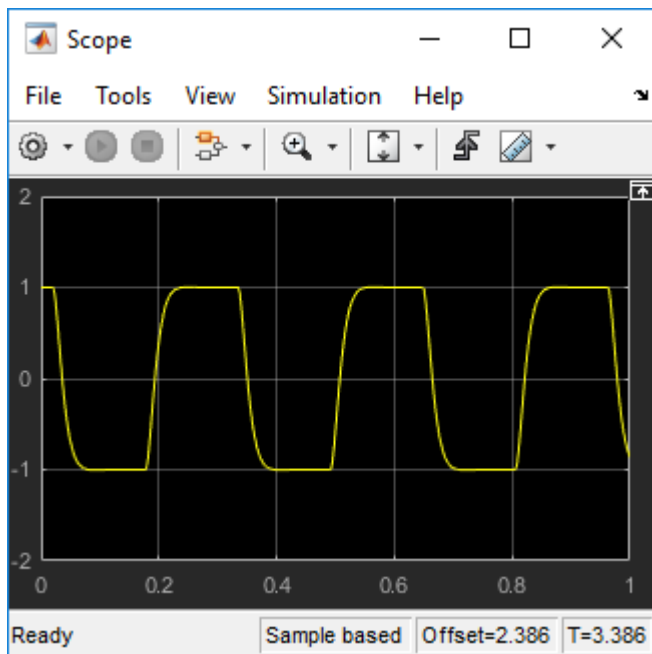 Scope
File Tools View Simulation Help
2
1
0
-1
-2
0 0.2 0.4 0.6 0.8 1
Ready Sample based Offset=2.386 T=3.386